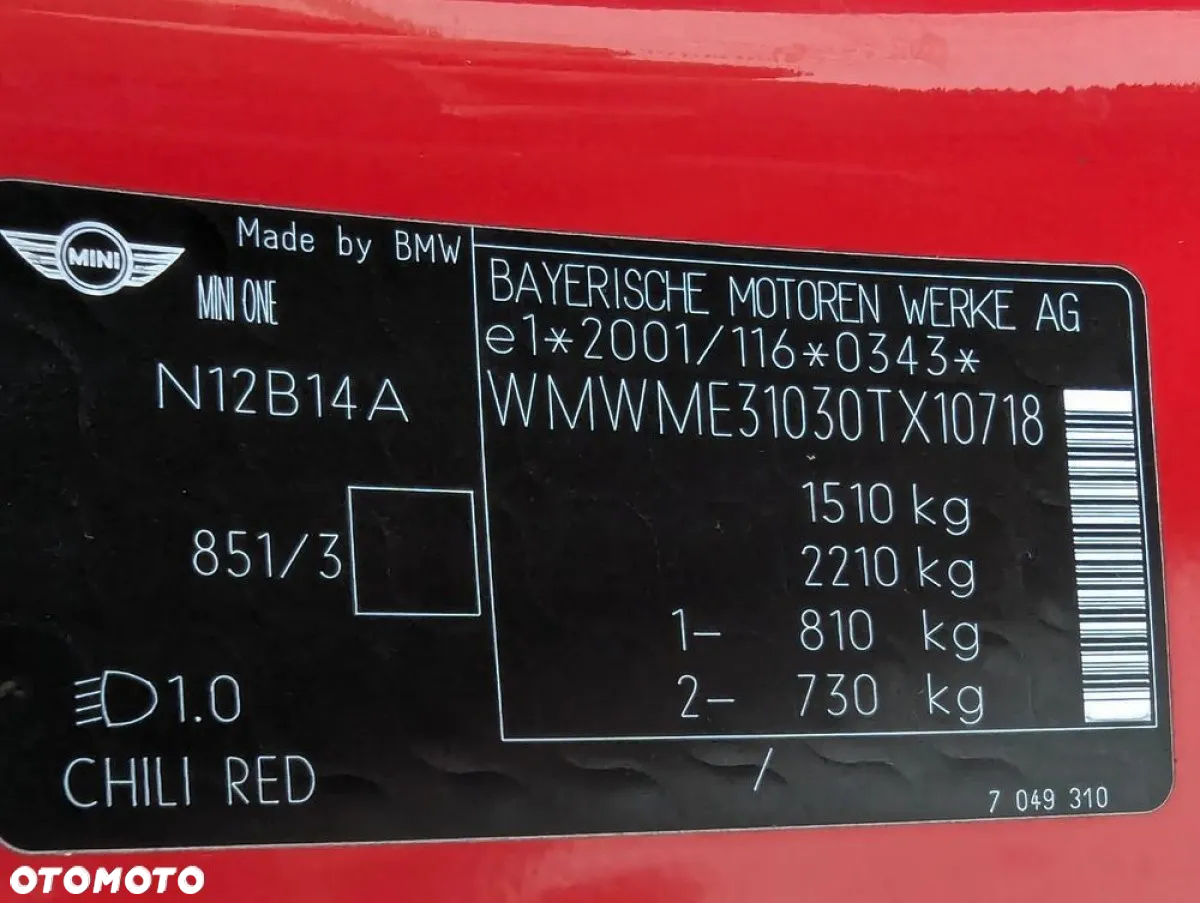 MINI
Made by BMW
MINI ONE
N12B14A
851/3
1.0
CHILI RED
BAYERISCHE MOTOREN WERKE AG
e1*2001/116*0343*
WMWME31030TX10718
1510 kg
2210 kg
1- 810 kg
2- 730 kg
/
7 049 310
OTOMOTO